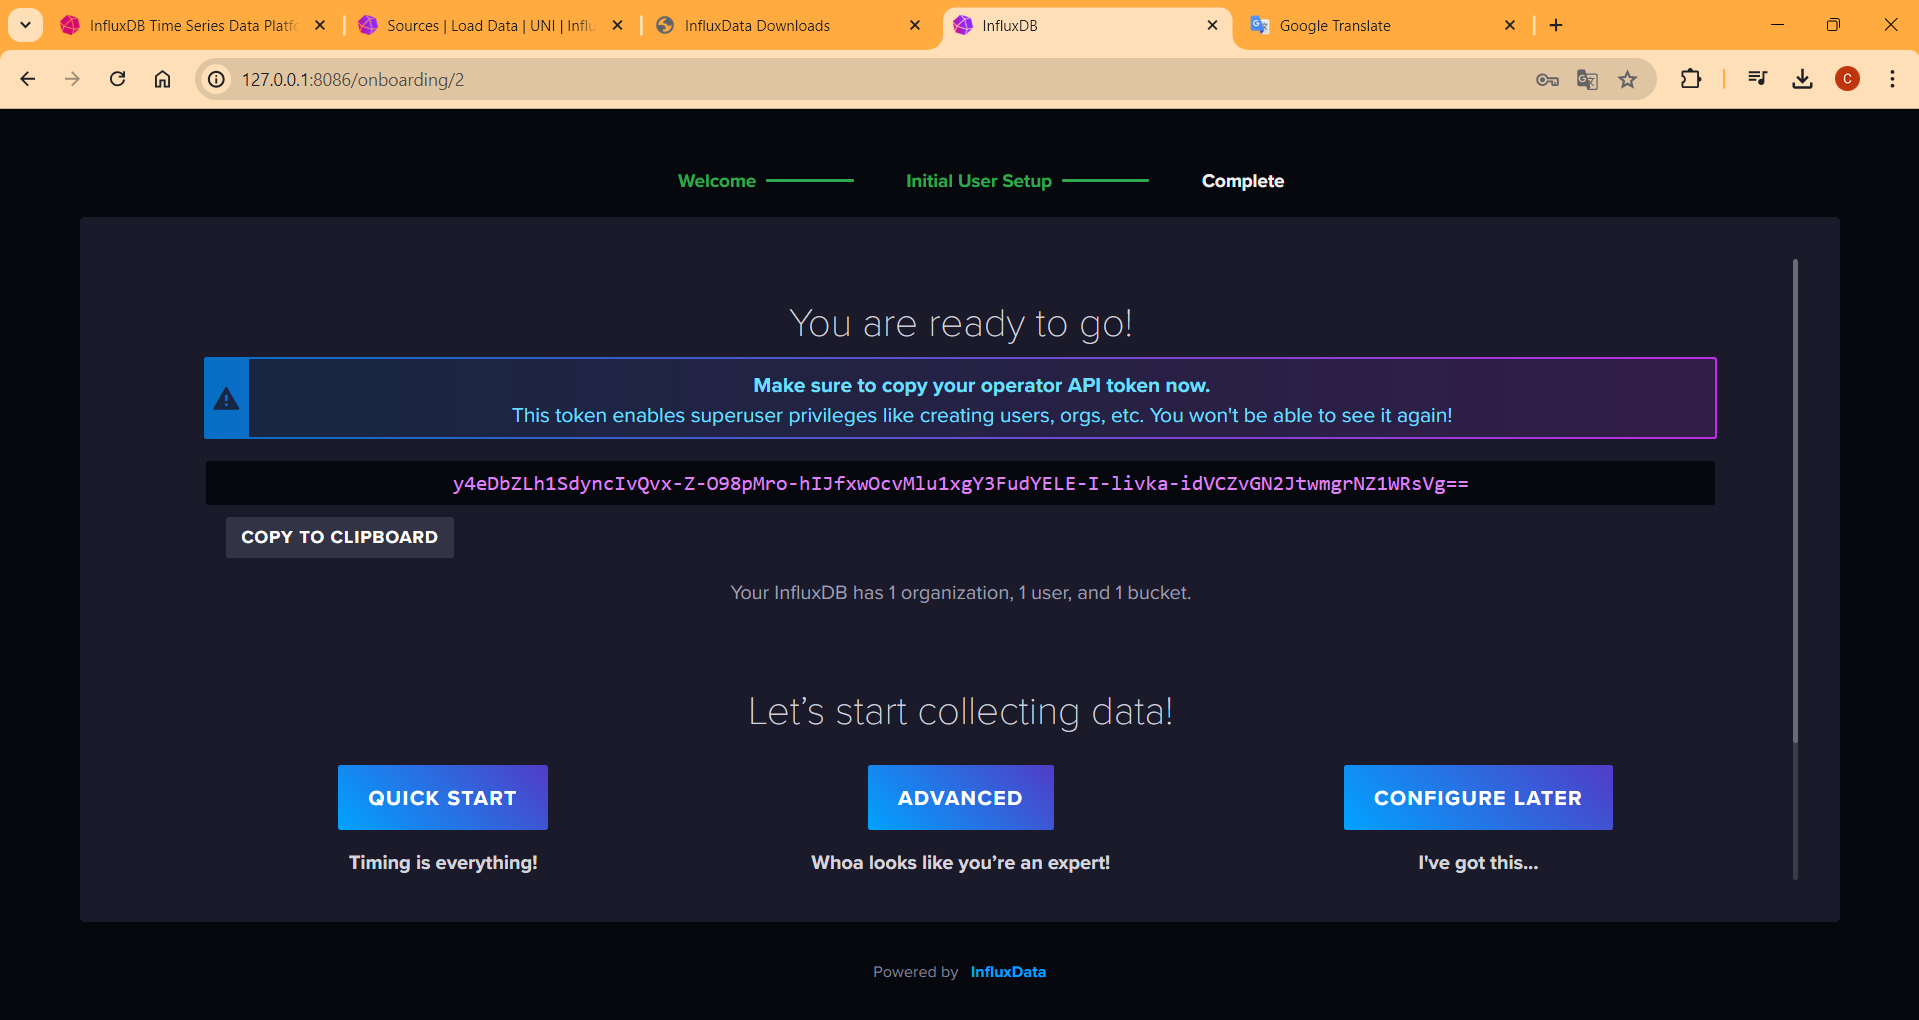 InfluxDB Time Series Data Platfo
Sources | Load Data | UNI | Influ
InfluxData Downloads
InfluxDB
Google Translate
127.0.0.1:8086/onboarding/2
C
Welcome
Initial User Setup
Complete
You are ready to go!
Make sure to copy your operator API token now.
This token enables superuser privileges like creating users, orgs, etc. You won't be able to see it again!
y4eDbZLh1SdyncIvQvx-Z-O98pMro-hIJfxwOcvMlu1xgY3FudYELE-I-livka-idVCZvGN2JtwmgrNZ1WRsVg==
COPY TO CLIPBOARD
Your InfluxDB has 1 organization, 1 user, and 1 bucket.
Let’s start collecting data!
QUICK START
ADVANCED
CONFIGURE LATER
Timing is everything!
Whoa looks like you’re an expert!
I've got this...
Powered by InfluxData